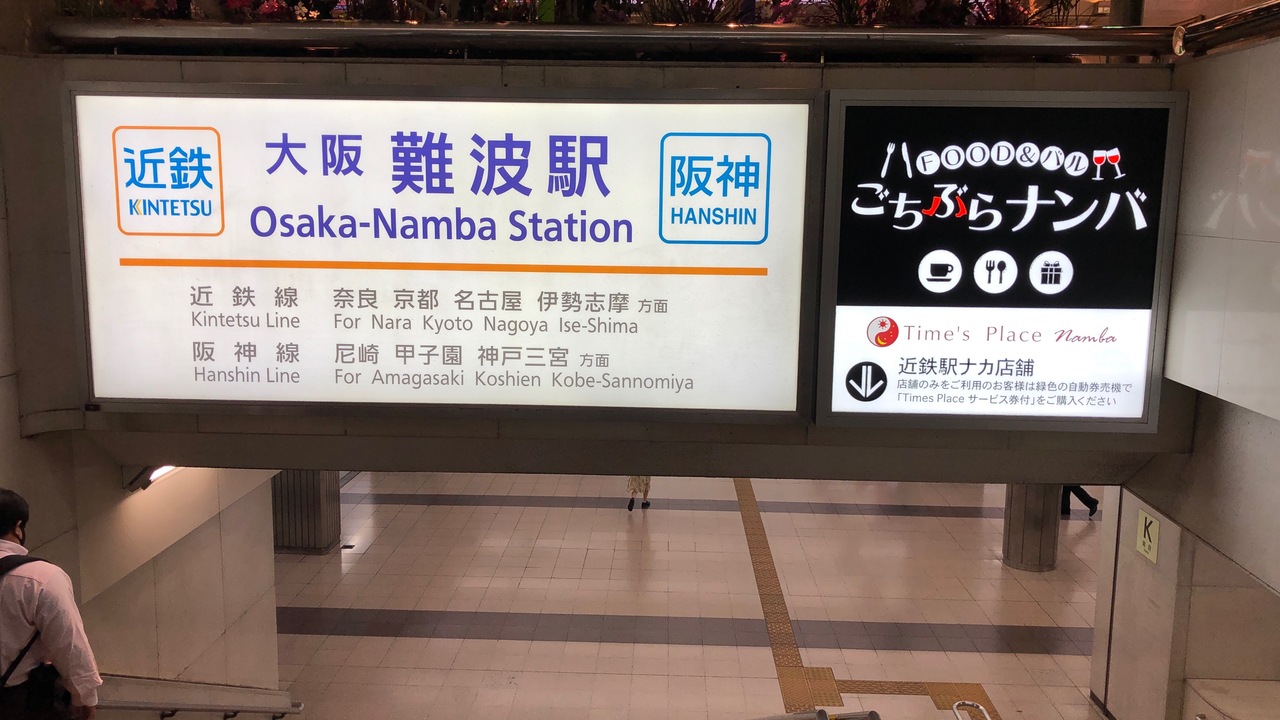 近鉄
KINTETSU
大阪 難波駅
Osaka-Namba Station
阪神
HANSHIN
近鉄線 奈良 京都 名古屋 伊勢志摩 方面
Kintetsu Line For Nara Kyoto Nagoya Ise-Shima
阪神線 尼崎 甲子園 神戸三宮 方面
Hanshin Line For Amagasaki Koshien Kobe-Sannomiya
FOOD&バル
ごちぶらナンバ
Time's Place Namba
近鉄駅ナカ店舗
店舗のみをご利用のお客様は緑色の自動券売機で
「Times Place サービス券付」をご購入ください
K